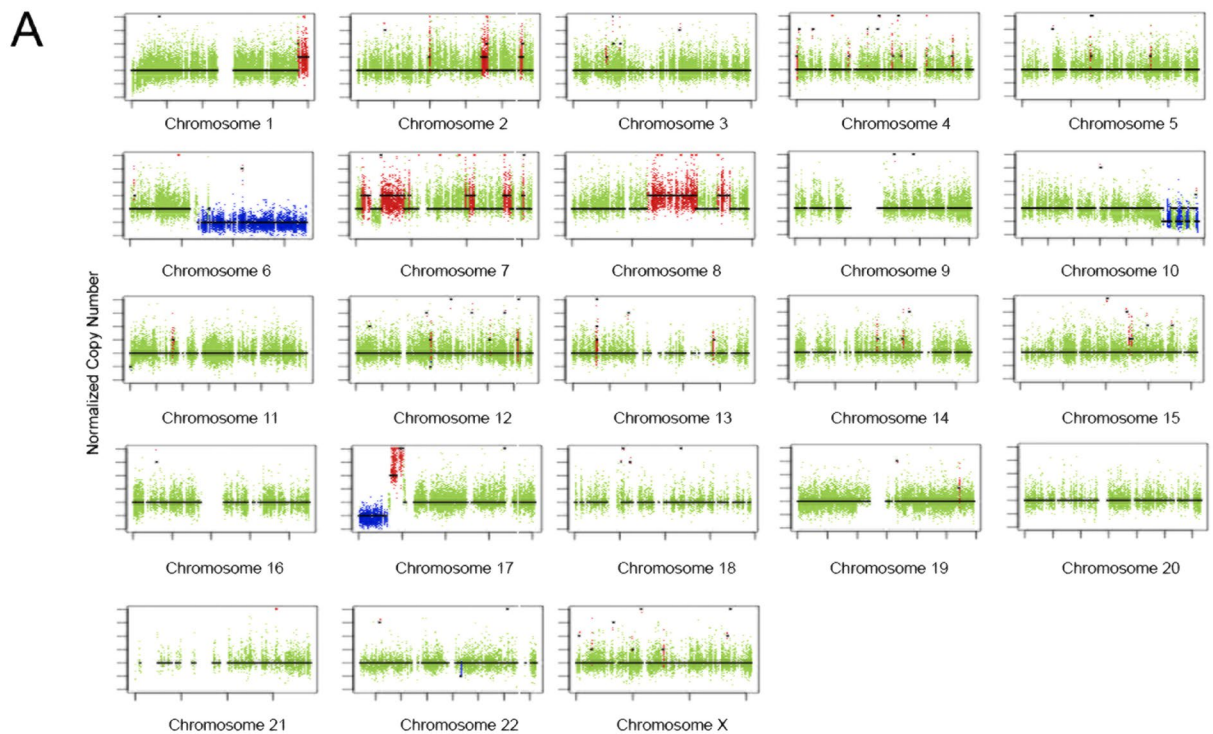 A
Normalized Copy Number
Chromosome 1
Chromosome 2
Chromosome 3
Chromosome 4
Chromosome 5
Chromosome 6
Chromosome 7
Chromosome 8
Chromosome 9
Chromosome 10
Chromosome 11
Chromosome 12
Chromosome 13
Chromosome 14
Chromosome 15
Chromosome 16
Chromosome 17
Chromosome 18
Chromosome 19
Chromosome 20
Chromosome 21
Chromosome 22
Chromosome X